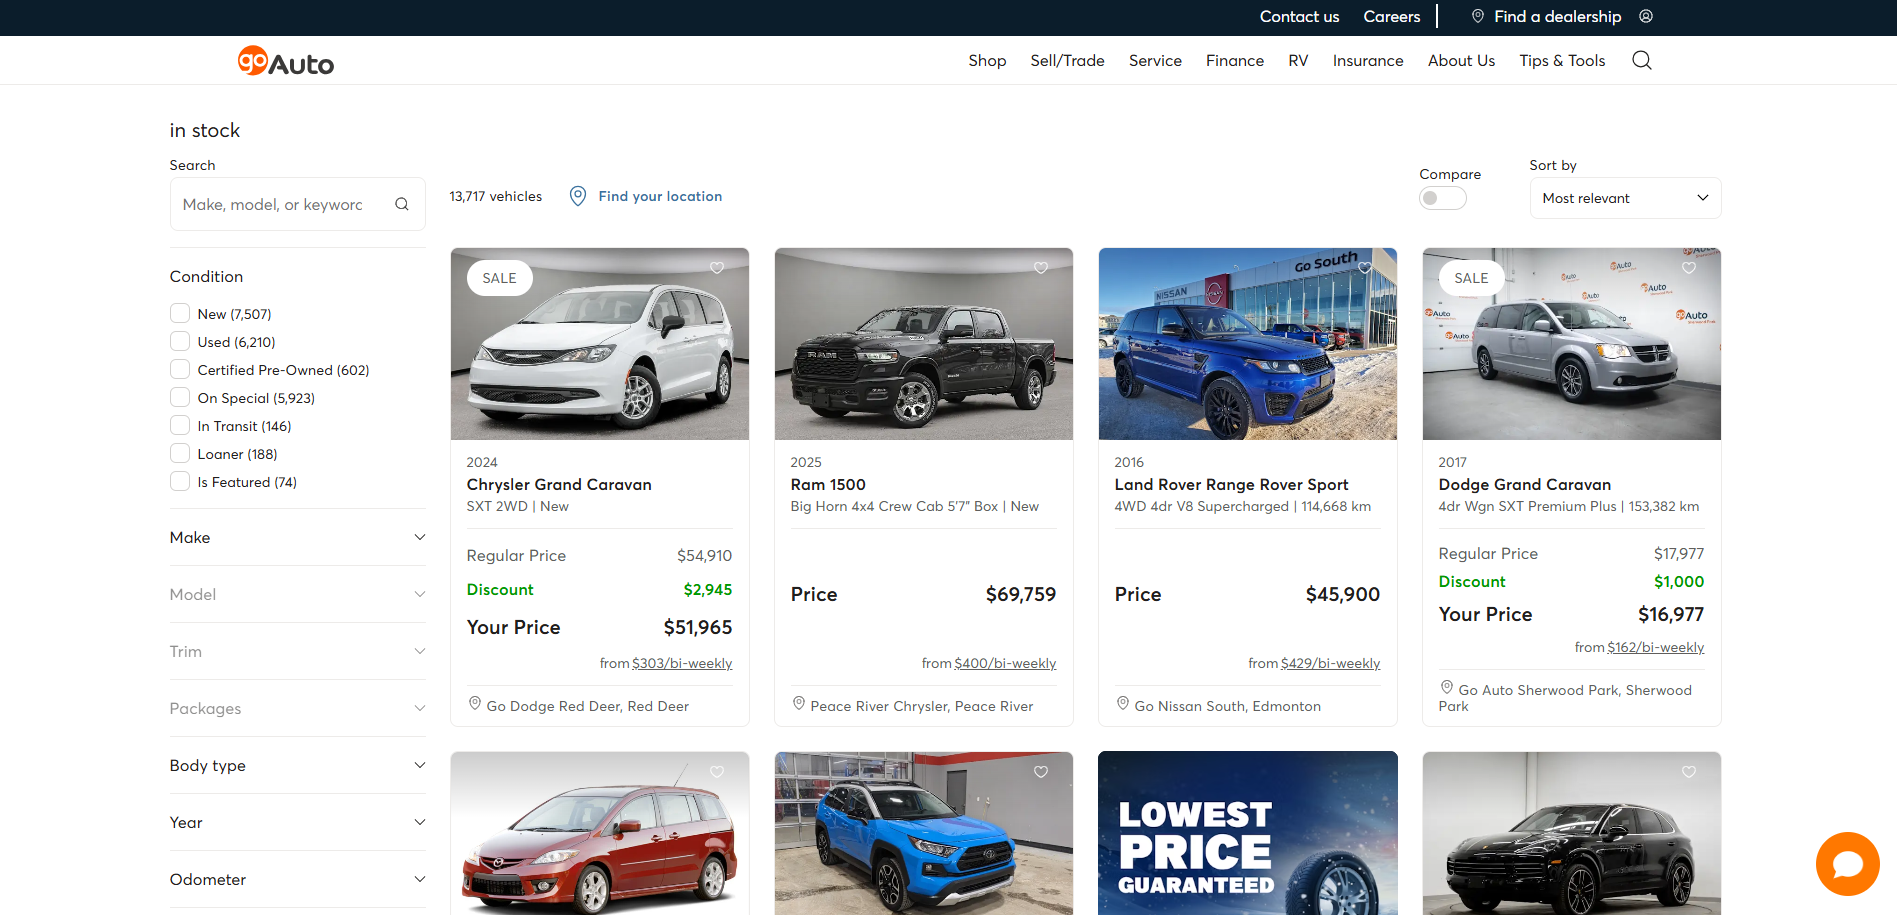 Contact us
Careers
Find a dealership
goAuto
Shop
Sell/Trade
Service
Finance
RV
Insurance
About Us
Tips & Tools
in stock
Search
Make, model, or keyword
13,717 vehicles
Find your location
Compare
Sort by
Most relevant
Condition
New (7,507)
Used (6,210)
Certified Pre-Owned (602)
On Special (5,923)
In Transit (146)
Loaner (188)
Is Featured (74)
Make
Model
Trim
Packages
Body type
Year
Odometer
SALE
2024
Chrysler Grand Caravan
SXT 2WD | New
Regular Price $54,910
Discount $2,945
Your Price $51,965
from $303/bi-weekly
Go Dodge Red Deer, Red Deer
RAM
2025
Ram 1500
Big Horn 4x4 Crew Cab 5'7" Box | New
Price $69,759
from $400/bi-weekly
Peace River Chrysler, Peace River
Go South
NISSAN
2016
Land Rover Range Rover Sport
4WD 4dr V8 Supercharged | 114,668 km
Price $45,900
from $429/bi-weekly
Go Nissan South, Edmonton
SALE
goAuto
goAuto
goAuto
goAuto
2017
Dodge Grand Caravan
4dr Wgn SXT Premium Plus | 153,382 km
Regular Price $17,977
Discount $1,000
Your Price $16,977
from $162/bi-weekly
Go Auto Sherwood Park, Sherwood
Park
LOWEST
PRICE
GUARANTEED